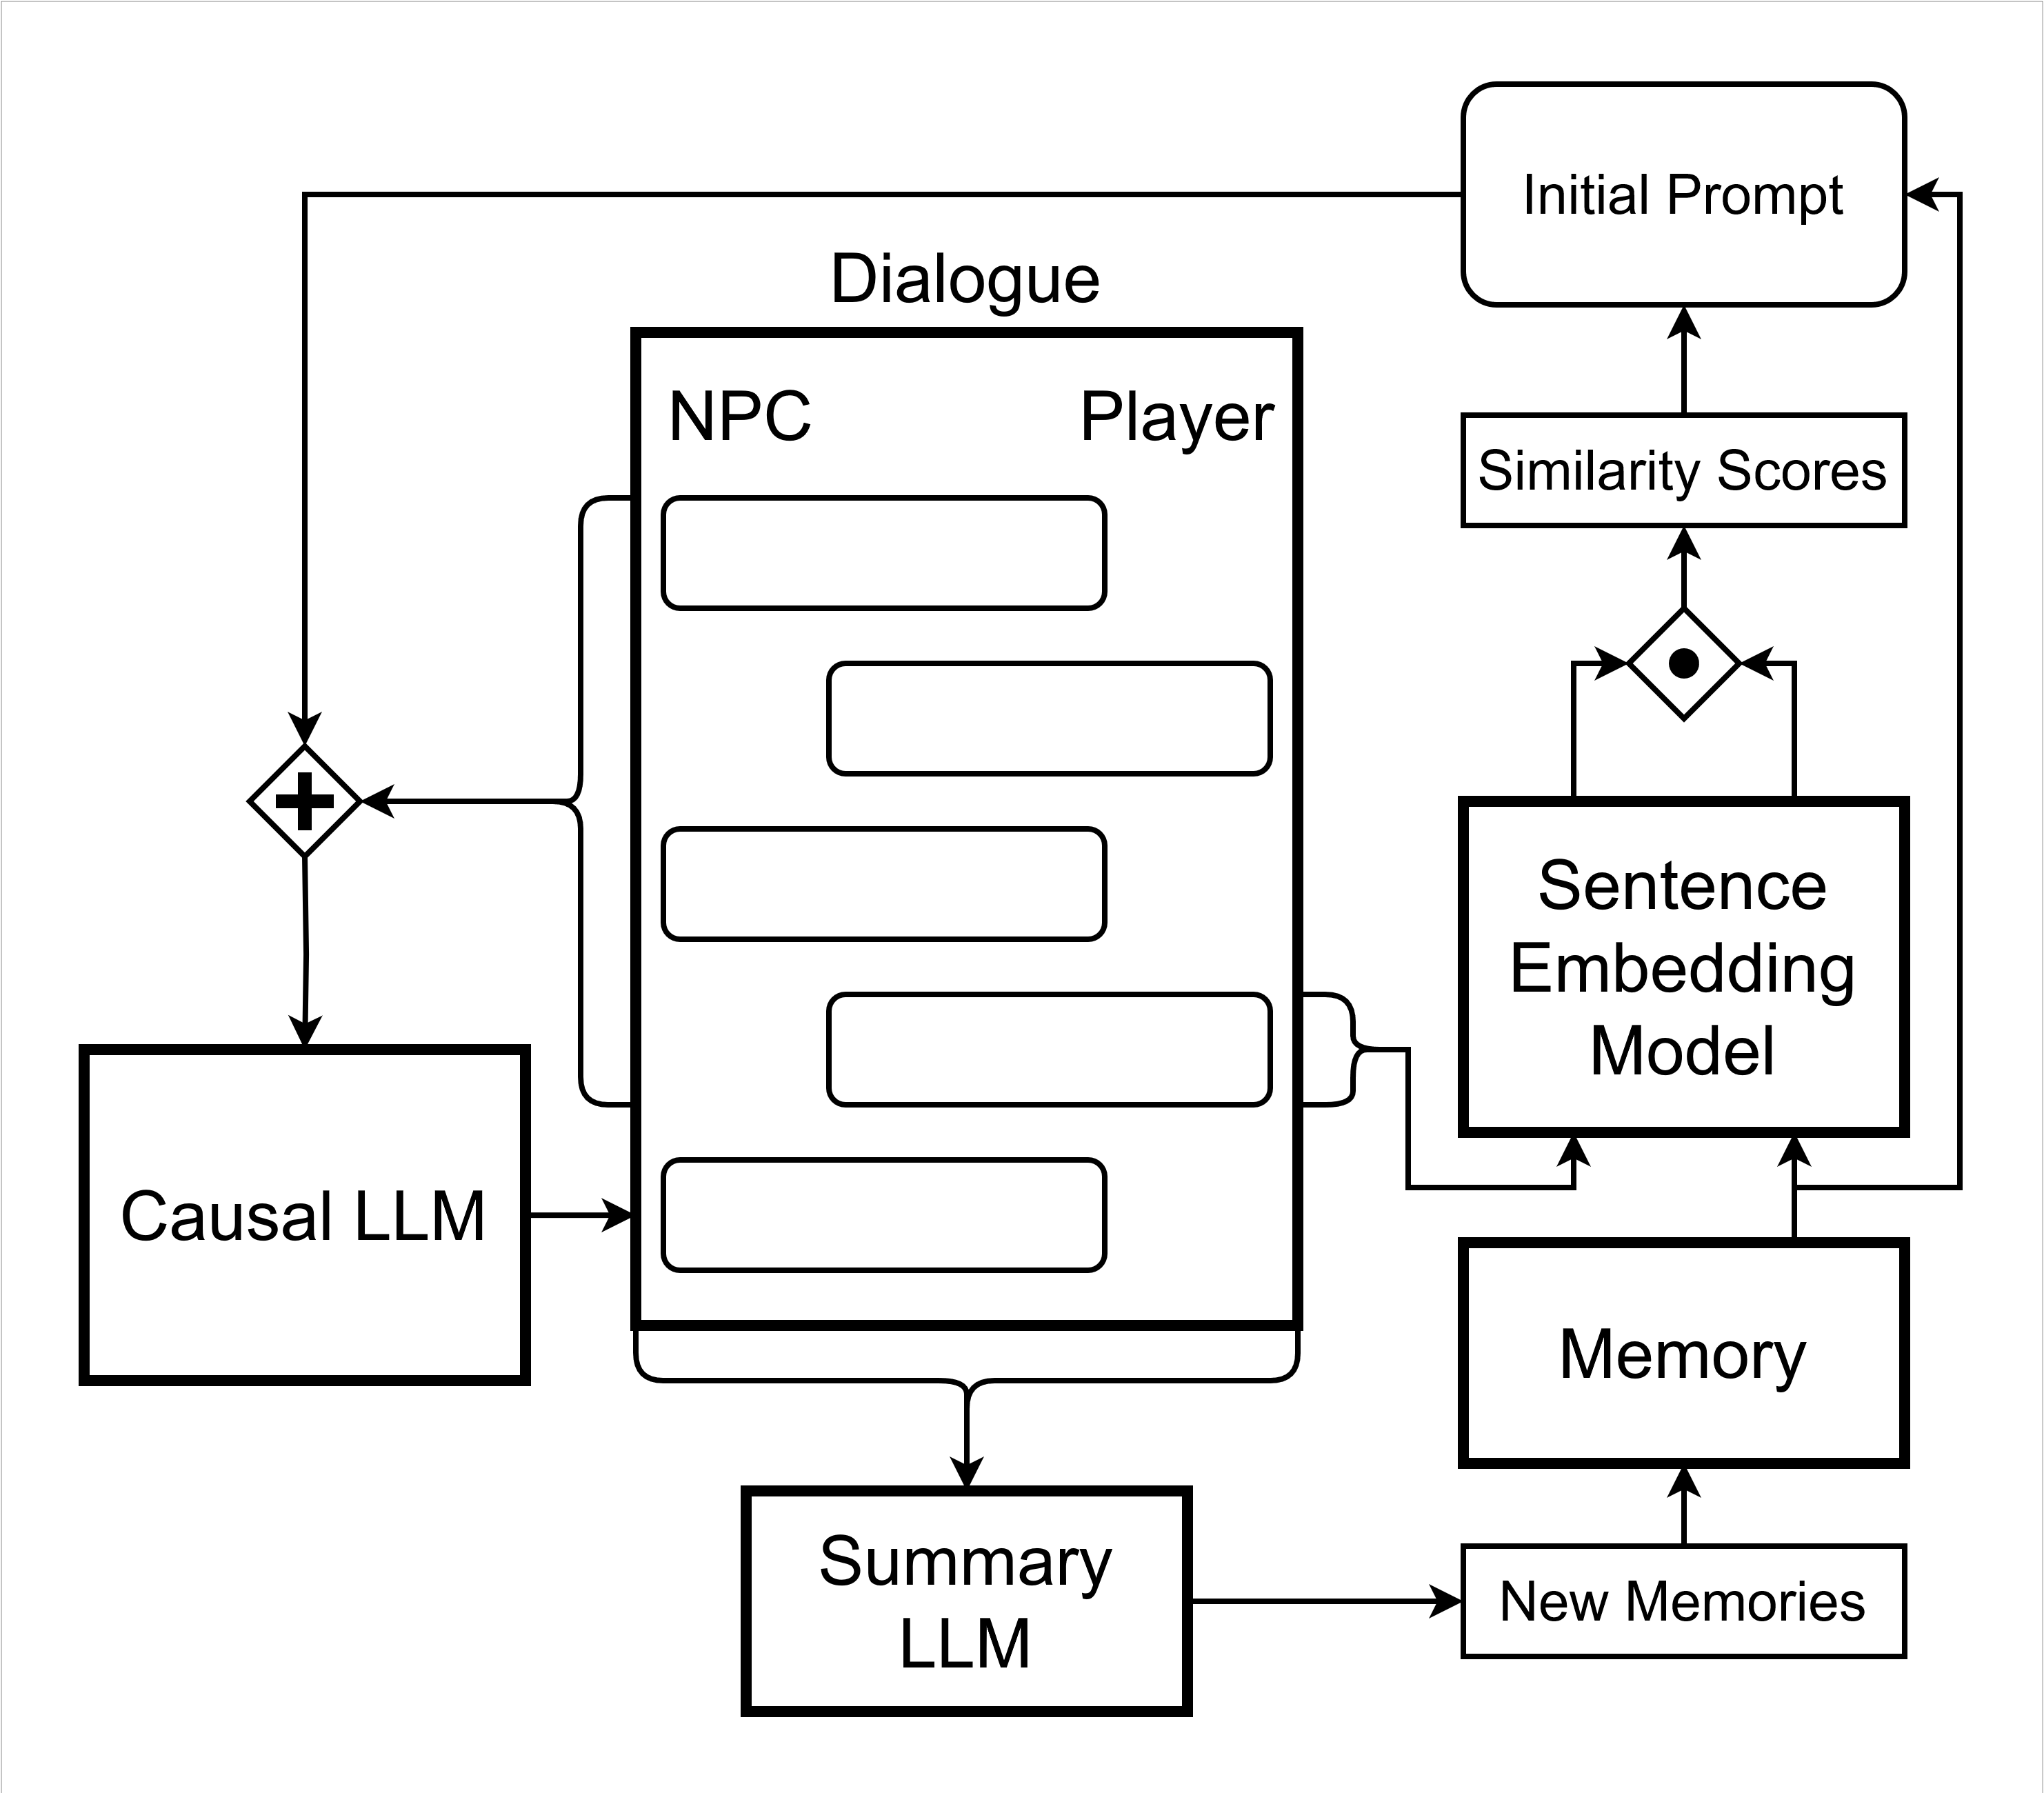 Initial Prompt
Dialogue
NPC
Player
Similarity Scores
Sentence
Embedding
Model
Causal LLM
Memory
Summary
LLM
New Memories